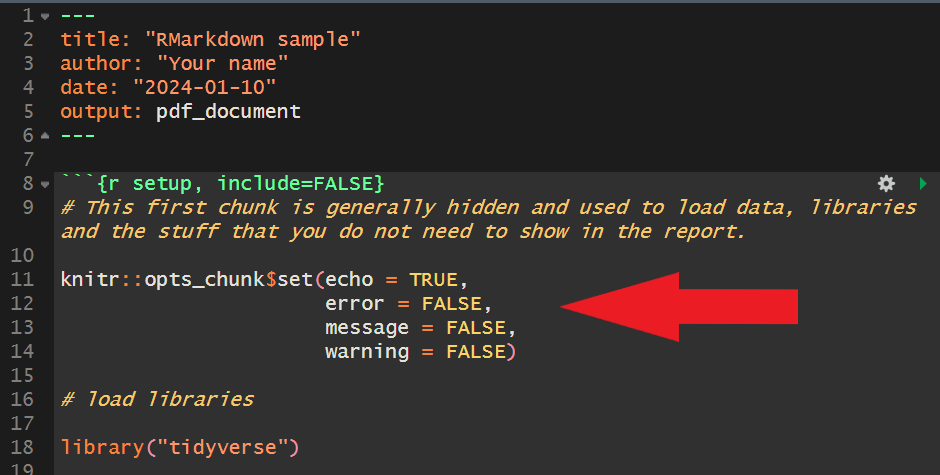 1 ---
2 title: "RMarkdown sample"
3 author: "Your name"
4 date: "2024-01-10"
5 output: pdf_document
6 ---
7
8 ```{r setup, include=FALSE}
9 # This first chunk is generally hidden and used to load data, libraries
and the stuff that you do not need to show in the report.
10
11 knitr::opts_chunk$set(echo = TRUE,
12                       error = FALSE,
13                       message = FALSE,
14                       warning = FALSE)
15
16 # load libraries
17
18 library("tidyverse")
19